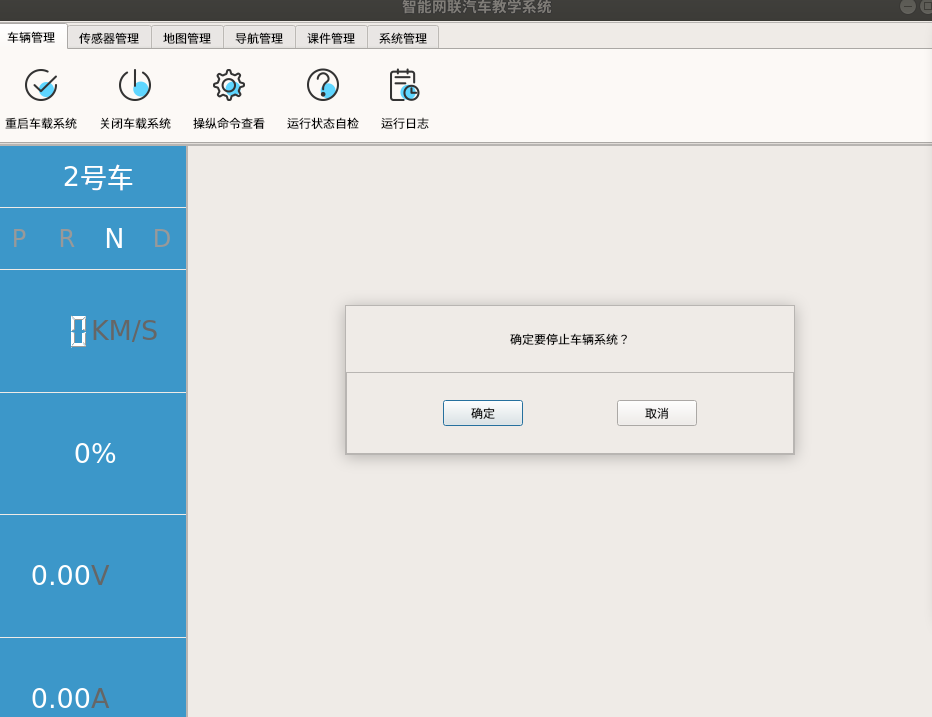 智能网联汽车教学系统
车辆管理 传感器管理 地图管理 导航管理 课件管理 系统管理
重启车载系统 关闭车载系统 操纵命令查看 运行状态自检 运行日志
2号车
P R N D
0 KM/S
0%
0.00V
0.00A
确定要停止车辆系统？
确定 取消